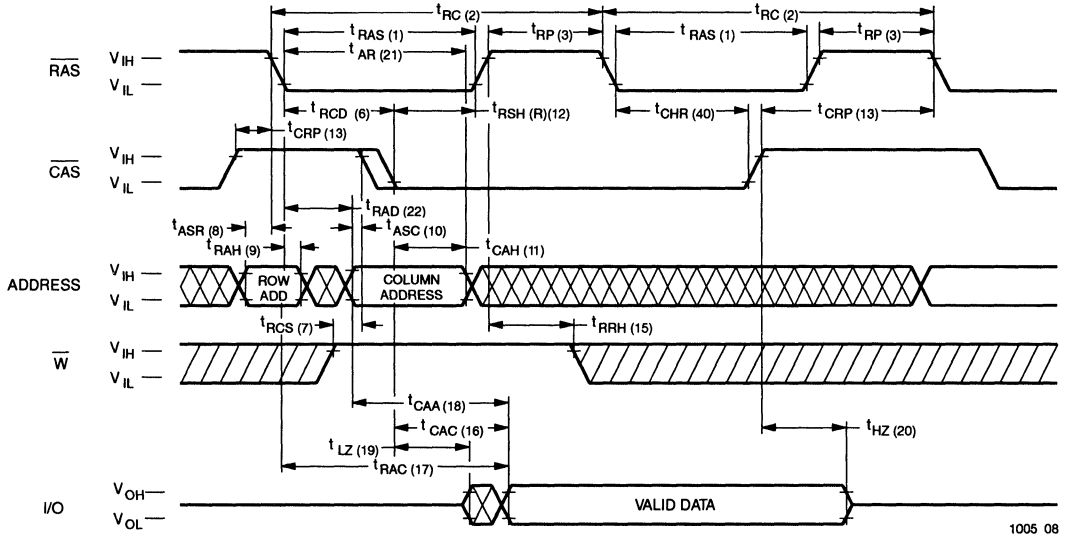 tRC (2) tRC (2)
tRAS (1) tRP (3) tRAS (1) tRP (3)
tAR (21)
RAS VIH
VIL
tRCD (6) tRSH (R)(12) tCHR (40) tCRP (13)
tCRP (13)
CAS VIH
VIL
tRAD (22)
tASR (8) tASC (10)
tRAH (9) tCAH (11)
ADDRESS VIH ROW COLUMN
VIL ADD ADDRESS
tRCS (7) tRRH (15)
W VIH
VIL
tCAA (18)
tCAC (16) tHZ (20)
tLZ (19)
tRAC (17)
I/O VOH VALID DATA
VOL
1005 08